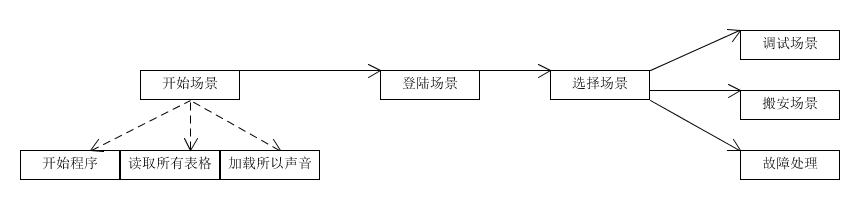 调试场景
开始场景
登陆场景
选择场景
搬安场景
开始程序
读取所有表格
加载所以声音
故障处理